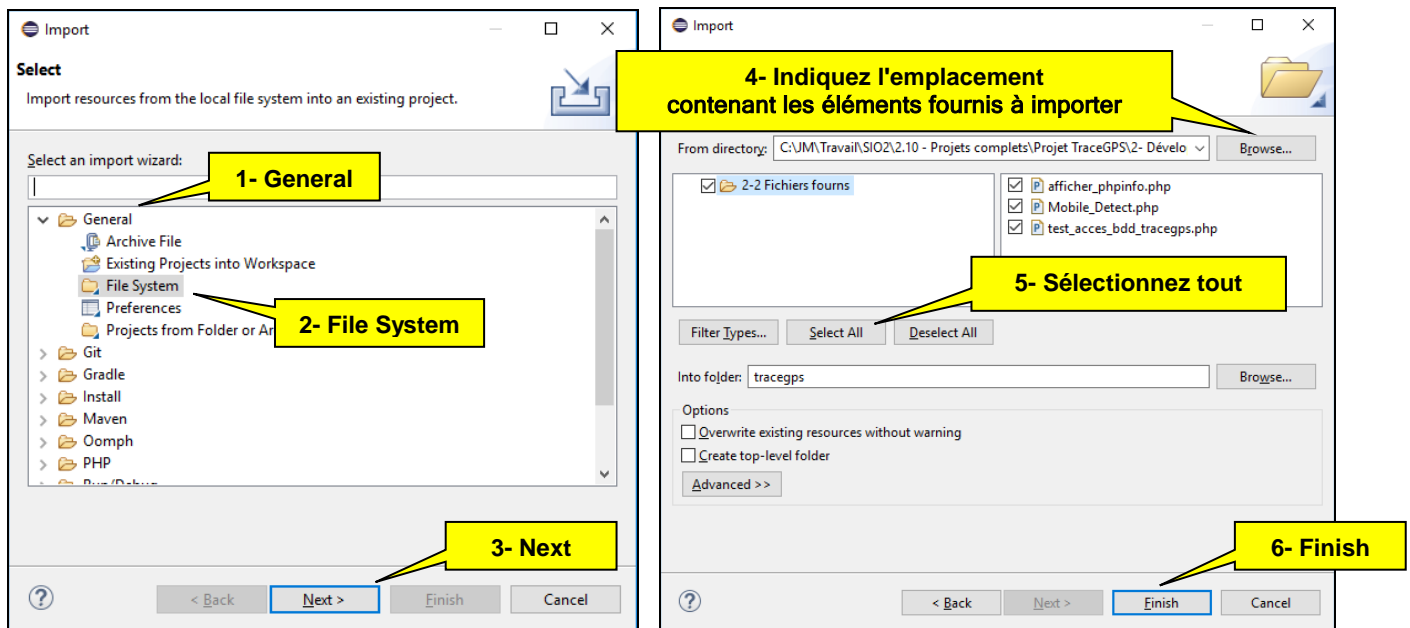 Import
Select
Import resources from the local file system into an existing project.
Select an import wizard:
1- General
General
Archive File
Existing Projects into Workspace
File System
Preferences
Projects from Folder or Ar
2- File System
Git
Gradle
Install
Maven
Oomph
PHP
Run/Debug
3- Next
?
< Back
Next >
Finish
Cancel
Import
4- Indiquez l'emplacement
contenant les éléments fournis à importer
From directory:
C:\JM\Travail\SIO2\2.10 - Projets complets\Projet TraceGPS\2- Dévelo
Browse...
2-2 Fichiers fourns
afficher_phpinfo.php
Mobile_Detect.php
test_acces_bdd_tracegps.php
5- Sélectionnez tout
Filter Types...
Select All
Deselect All
Into folder:
tracegps
Browse...
Options
Overwrite existing resources without warning
Create top-level folder
Advanced >>
6- Finish
?
< Back
Next >
Finish
Cancel